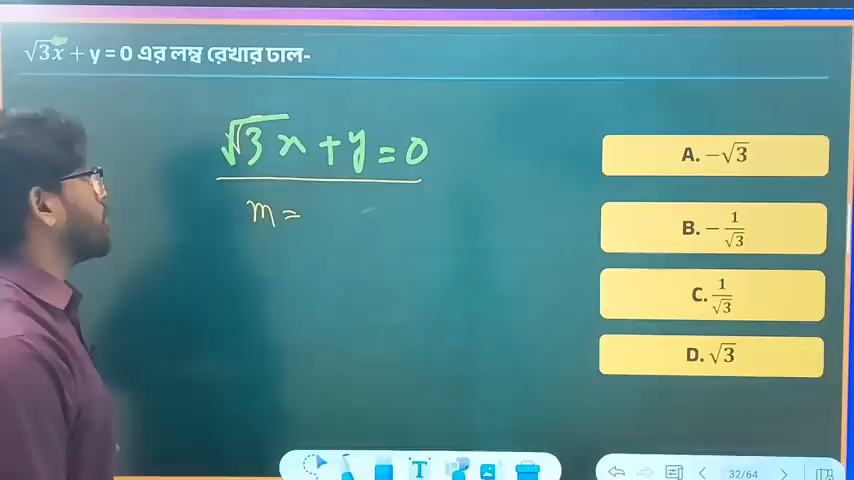 √3x + y = 0 এর লম্ব রেখার ঢাল-
√3 x + y = 0
m =
A. −√3
B. − 1/√3
C. 1/√3
D. √3
T
32/64